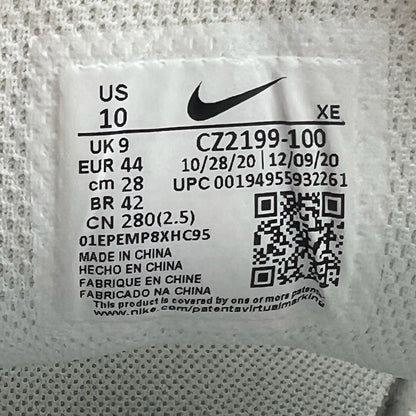 US
10
XE
UK 9
EUR 44
cm 28
BR 42
CN 280(2.5)
CZ2199-100
10/28/20 | 12/09/20
UPC 00194955932261
01EPEMP8XHC95
MADE IN CHINA
HECHO EN CHINA
FABRIQUE EN CHINE
FABRICADO NA CHINA
This product is covered by one or more patents
www.nike.com/patentsvirtualmarking